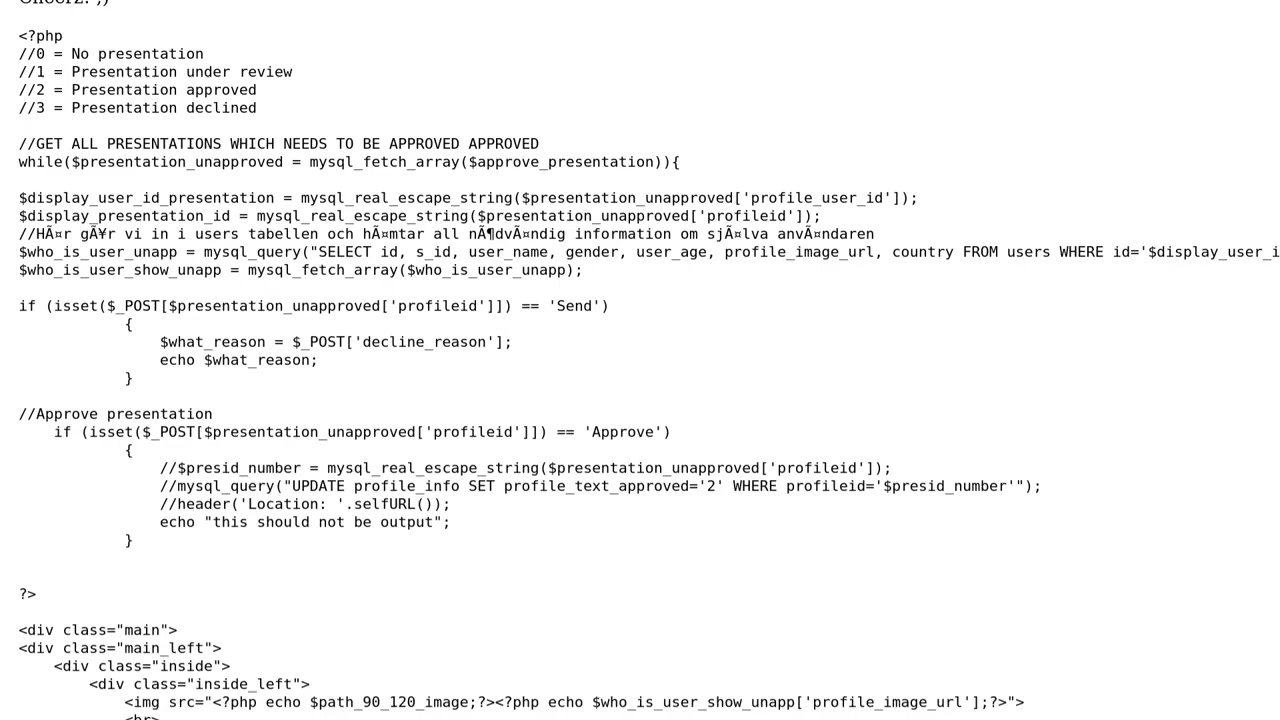 Cheerz! ;)
<?php
//0 = No presentation
//1 = Presentation under review
//2 = Presentation approved
//3 = Presentation declined
//GET ALL PRESENTATIONS WHICH NEEDS TO BE APPROVED APPROVED
while($presentation_unapproved = mysql_fetch_array($approve_presentation)){
$display_user_id_presentation = mysql_real_escape_string($presentation_unapproved['profile_user_id']);
$display_presentation_id = mysql_real_escape_string($presentation_unapproved['profileid']);
//HÃ¤r gÃ¥r vi in i users tabellen och hÃ¤mtar all nÃ¶dvÃ¤ndig information om sjÃ¤lva anvÃ¤ndaren
$who_is_user_unapp = mysql_query("SELECT id, s_id, user_name, gender, user_age, profile_image_url, country FROM users WHERE id='$display_user_i
$who_is_user_show_unapp = mysql_fetch_array($who_is_user_unapp);
if (isset($_POST[$presentation_unapproved['profileid']]) == 'Send')
{
$what_reason = $_POST['decline_reason'];
echo $what_reason;
}
//Approve presentation
if (isset($_POST[$presentation_unapproved['profileid']]) == 'Approve')
{
//$presid_number = mysql_real_escape_string($presentation_unapproved['profileid']);
//mysql_query("UPDATE profile_info SET profile_text_approved='2' WHERE profileid='$presid_number'");
//header('Location: '.selfURL());
echo "this should not be output";
}
?>
<div class="main">
<div class="main_left">
<div class="inside">
<div class="inside_left">
<img src="<?php echo $path_90_120_image;?><?php echo $who_is_user_show_unapp['profile_image_url'];?>">
<br>